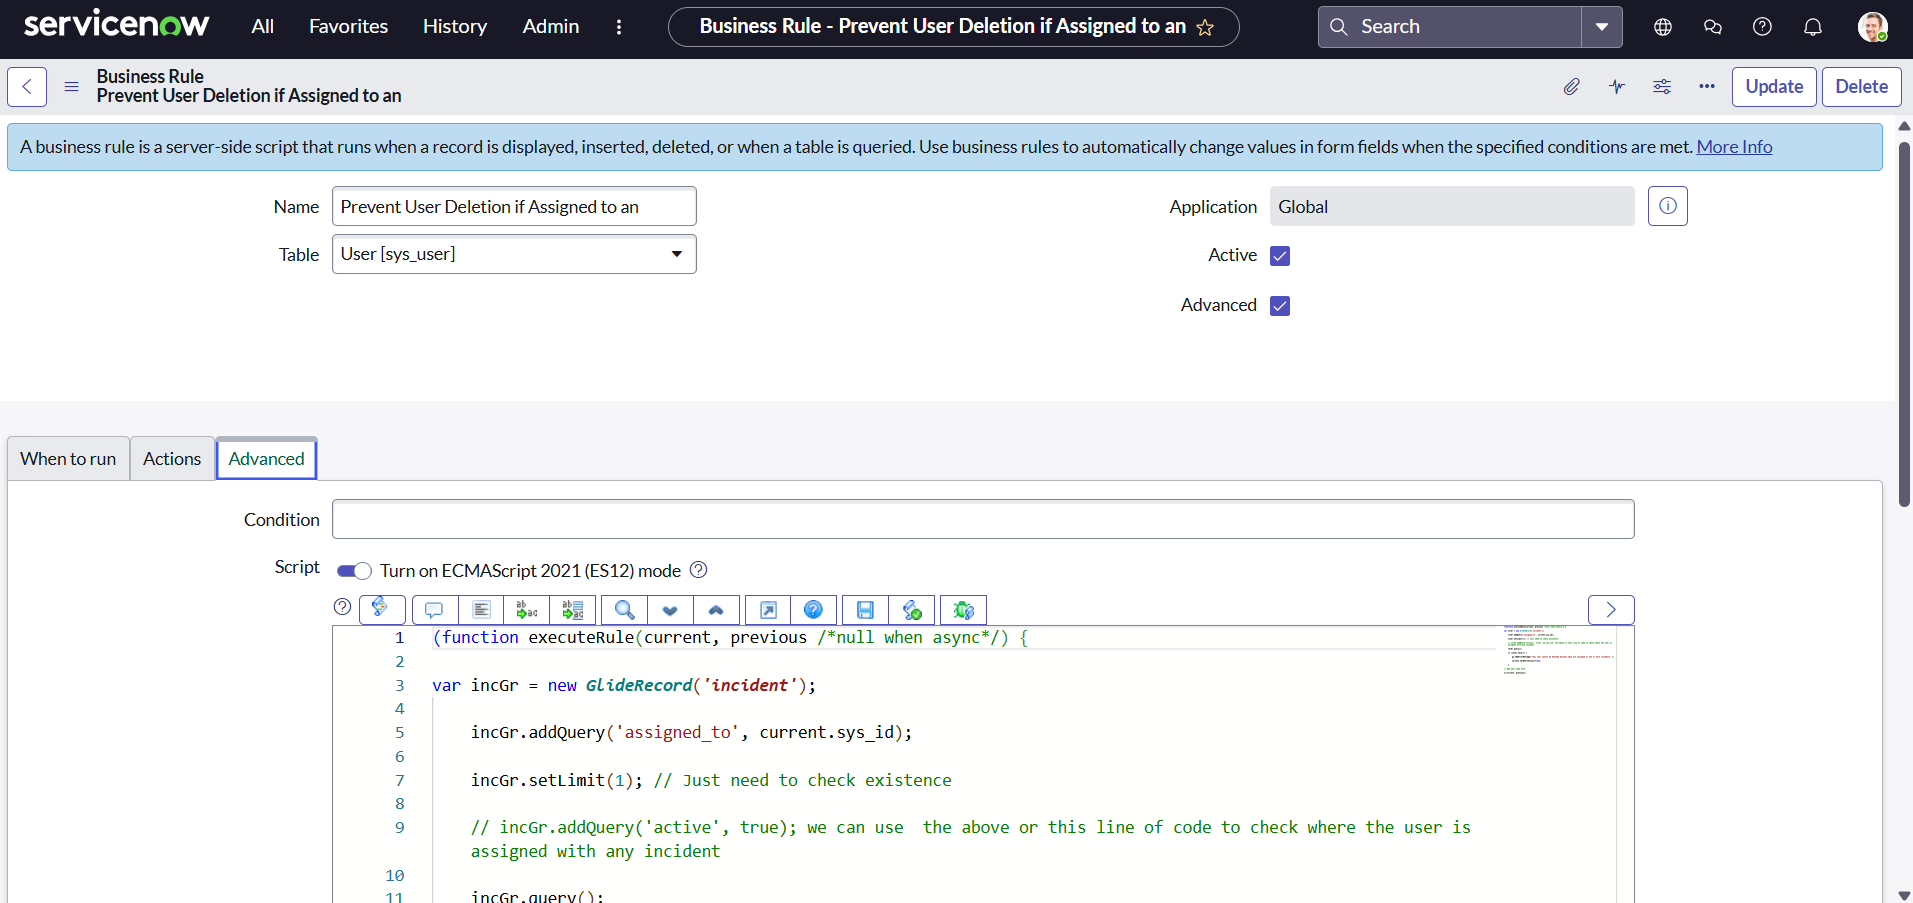 servicenow All Favorites History Admin Business Rule - Prevent User Deletion if Assigned to an Search
Business Rule
Prevent User Deletion if Assigned to an
Update Delete
A business rule is a server-side script that runs when a record is displayed, inserted, deleted, or when a table is queried. Use business rules to automatically change values in form fields when the specified conditions are met. More Info
Name Prevent User Deletion if Assigned to an Application Global
Table User [sys_user] Active
Advanced
When to run Actions Advanced
Condition
Script Turn on ECMAScript 2021 (ES12) mode
1 (function executeRule(current, previous /*null when async*/) {
2
3 var incGr = new GlideRecord('incident');
4
5 incGr.addQuery('assigned_to', current.sys_id);
6
7 incGr.setLimit(1); // Just need to check existence
8
9 // incGr.addQuery('active', true); we can use  the above or this line of code to check where the user is
assigned with any incident
10
11 incGr.query();